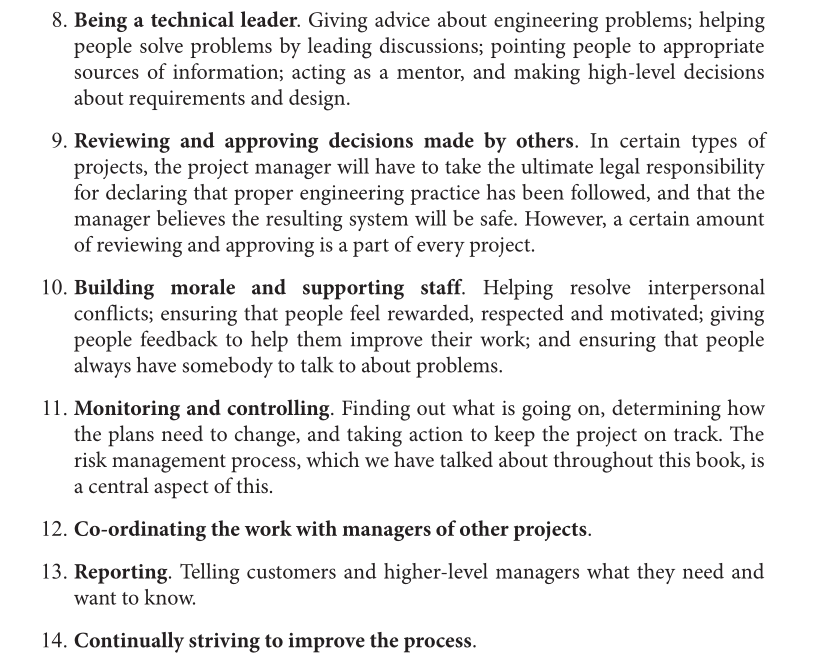 8. Being a technical leader. Giving advice about engineering problems; helping
people solve problems by leading discussions; pointing people to appropriate
sources of information; acting as a mentor, and making high-level decisions
about requirements and design.
9. Reviewing and approving decisions made by others. In certain types of
projects, the project manager will have to take the ultimate legal responsibility
for declaring that proper engineering practice has been followed, and that the
manager believes the resulting system will be safe. However, a certain amount
of reviewing and approving is a part of every project.
10. Building morale and supporting staff. Helping resolve interpersonal
conflicts; ensuring that people feel rewarded, respected and motivated; giving
people feedback to help them improve their work; and ensuring that people
always have somebody to talk to about problems.
11. Monitoring and controlling. Finding out what is going on, determining how
the plans need to change, and taking action to keep the project on track. The
risk management process, which we have talked about throughout this book, is
a central aspect of this.
12. Co-ordinating the work with managers of other projects.
13. Reporting. Telling customers and higher-level managers what they need and
want to know.
14. Continually striving to improve the process.